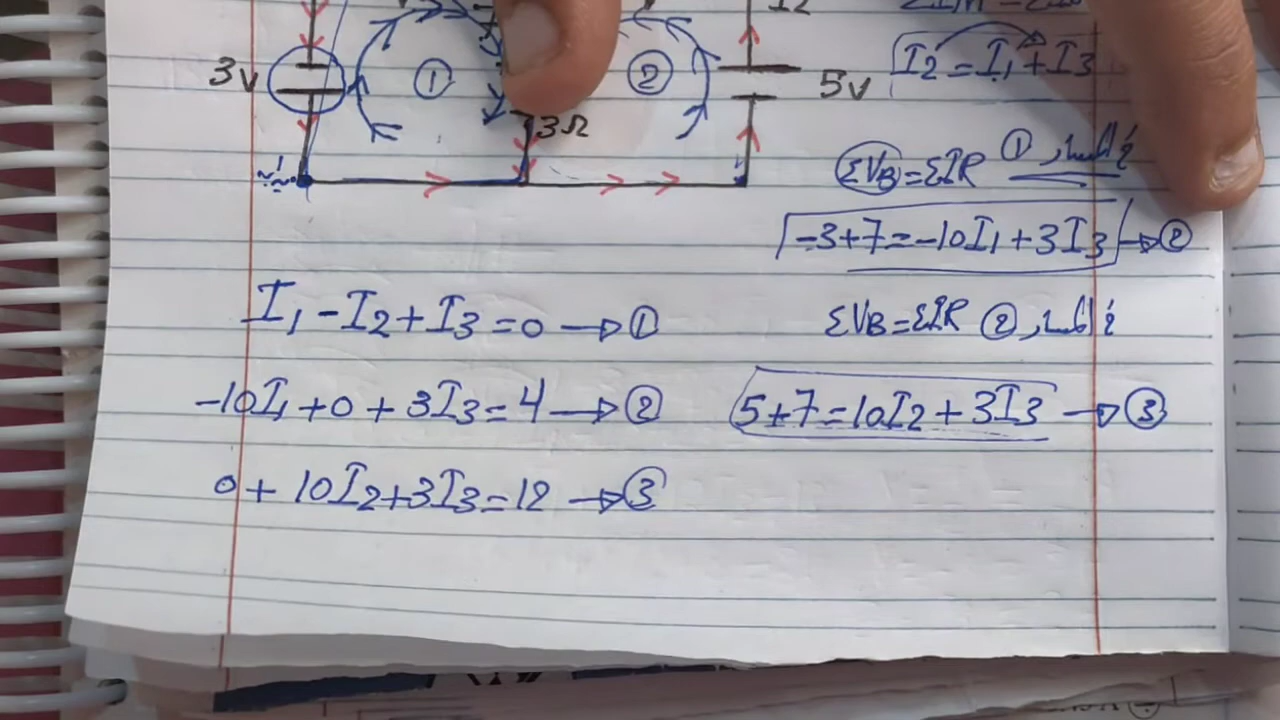 3v
①
②
5v
3Ω
I2 = I1 + I3
ΣVB = ΣIR ① في المسار
-3+7=-10I1+3I3 → ②
ΣVB = ΣIR ② في المسار
5+7=10I2+3I3 → ③
I1 - I2 + I3 = 0 → ①
-10I1 + 0 + 3I3 = 4 → ②
0 + 10I2 + 3I3 = 12 → ③